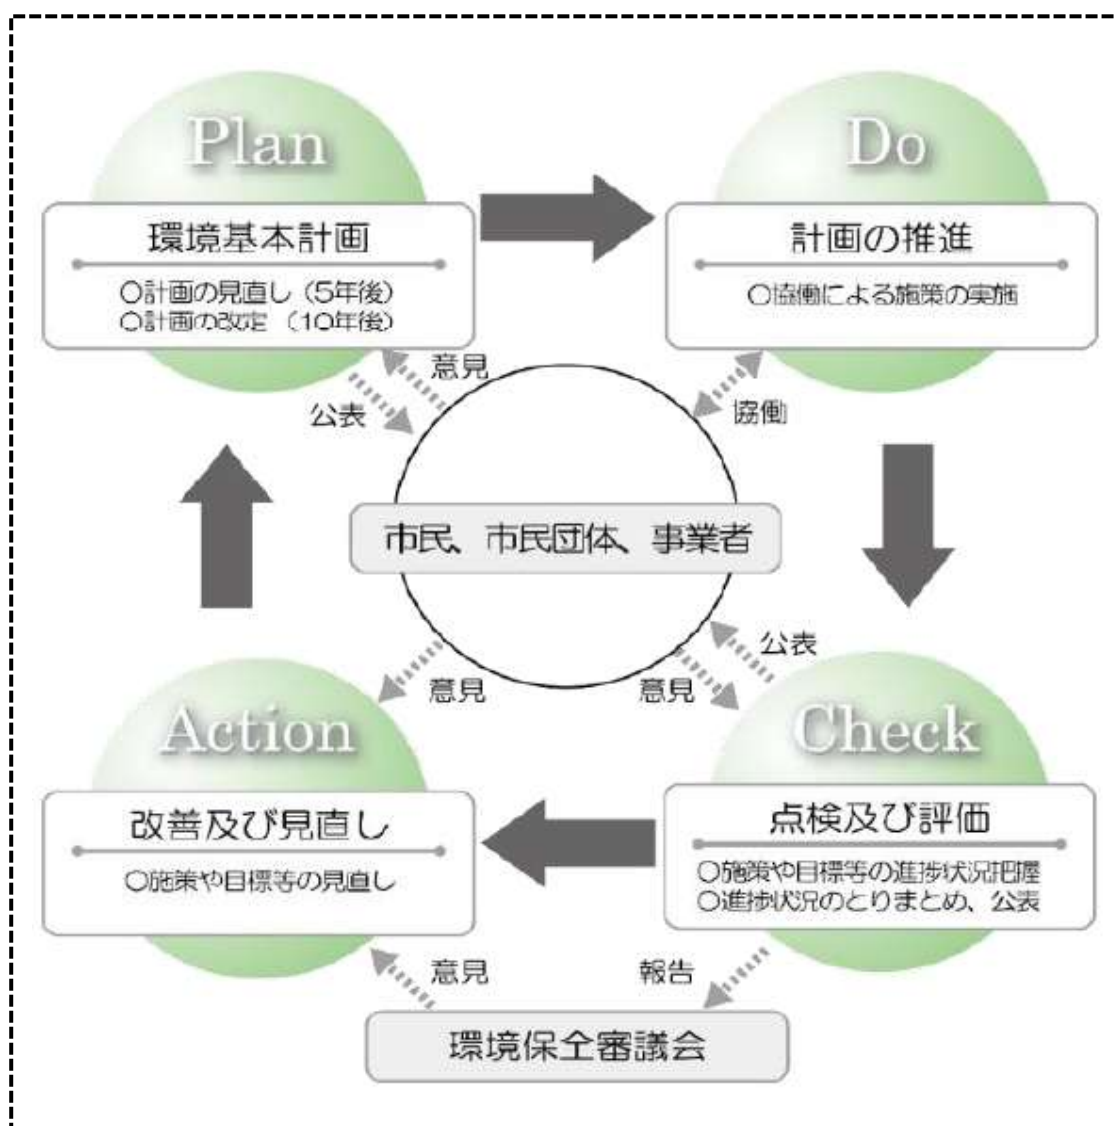 Plan
環境基本計画
〇計画の見直し（5年後）
〇計画の改定 （10年後）
Do
計画の推進
〇協働による施策の実施
意見
公表
協働
市民、市民団体、事業者
公表
意見
意見
Action
改善及び見直し
〇施策や目標等の見直し
Check
点検及び評価
〇施策や目標等の進捗状況把握
〇進捗状況のとりまとめ、公表
意見
報告
環境保全審議会